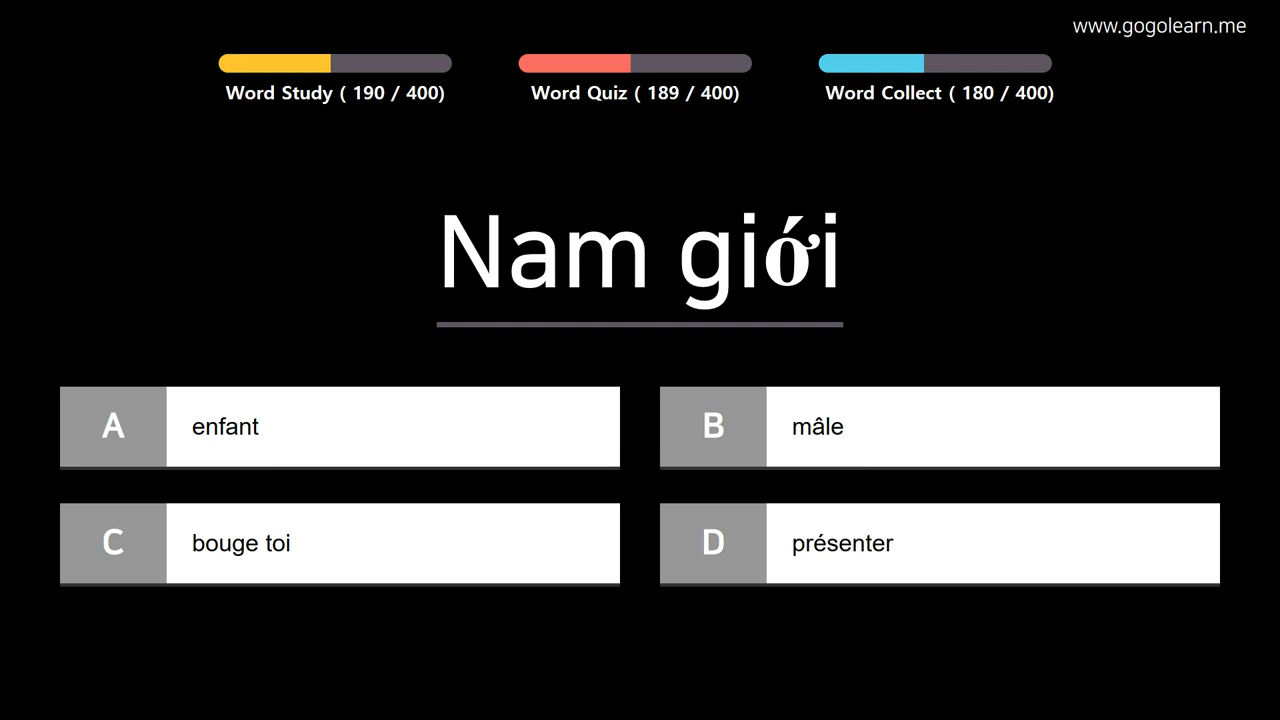 www.gogolearn.me
Word Study ( 190 / 400)
Word Quiz ( 189 / 400)
Word Collect ( 180 / 400)
Nam giới
A enfant
B mâle
C bouge toi
D présenter